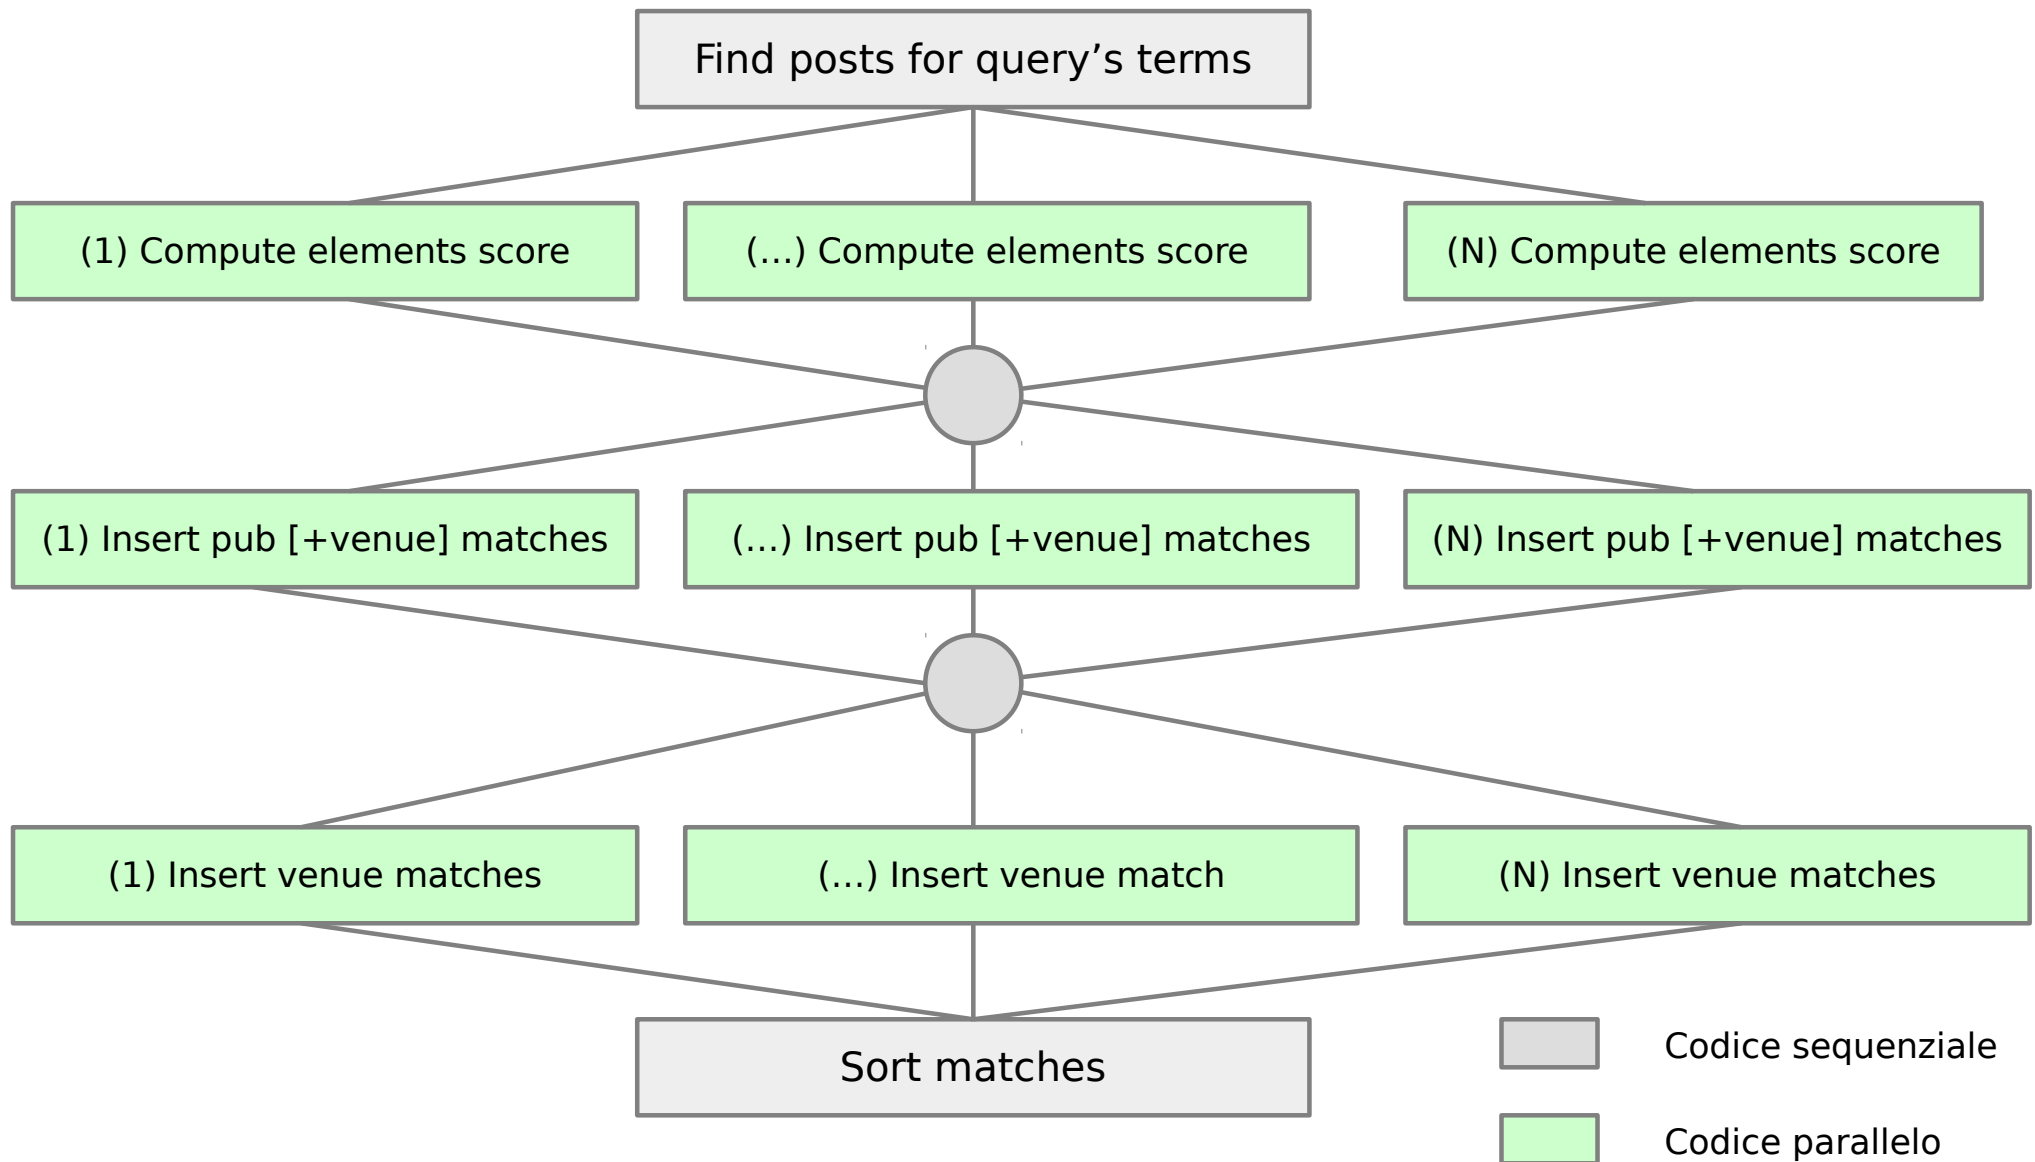 Find posts for query’s terms
(1) Compute elements score
(...) Compute elements score
(N) Compute elements score
(1) Insert pub [+venue] matches
(...) Insert pub [+venue] matches
(N) Insert pub [+venue] matches
(1) Insert venue matches
(...) Insert venue match
(N) Insert venue matches
Sort matches
Codice sequenziale
Codice parallelo